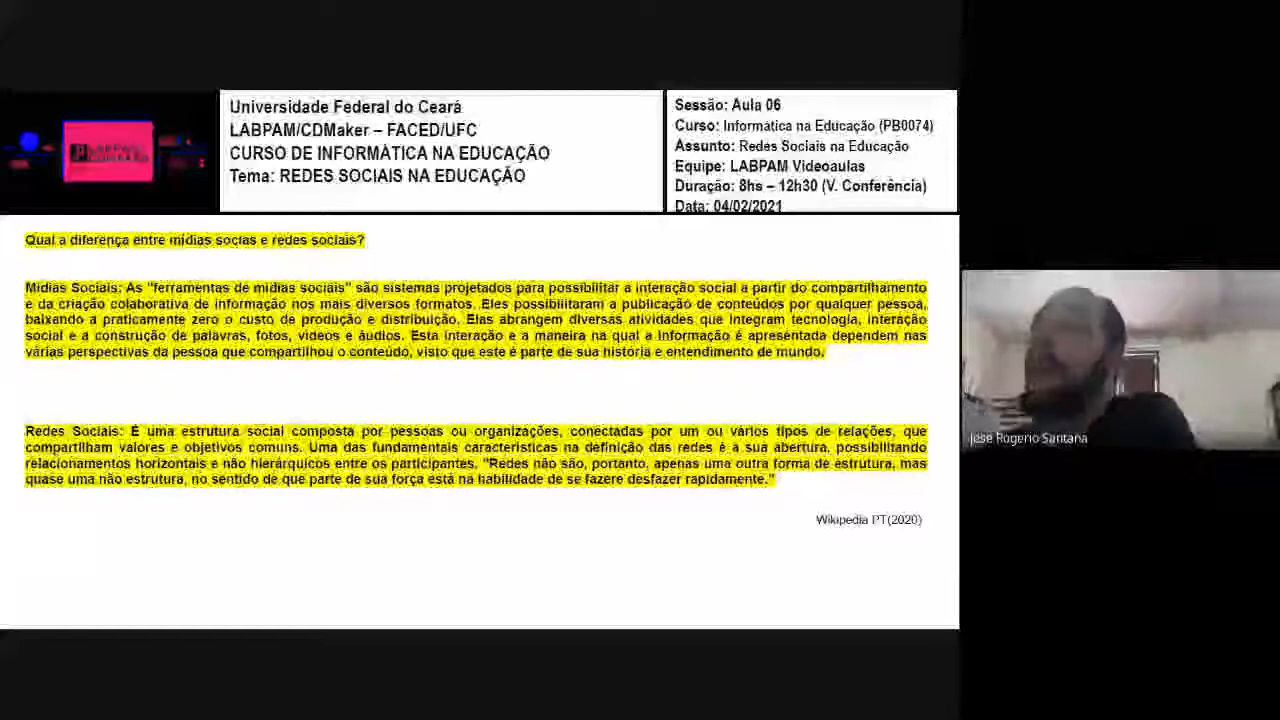 Universidade Federal do Ceará
LABPAM/CDMaker – FACED/UFC
CURSO DE INFORMÁTICA NA EDUCAÇÃO
Tema: REDES SOCIAIS NA EDUCAÇÃO
Sessão: Aula 06
Curso: Informática na Educação (PB0074)
Assunto: Redes Sociais na Educação
Equipe: LABPAM Videoaulas
Duração: 8hs – 12h30 (V. Conferência)
Data: 04/02/2021
Qual a diferença entre mídias socias e redes sociais?
Mídias Sociais: As "ferramentas de mídias sociais" são sistemas projetados para possibilitar a interação social a partir do compartilhamento
e da criação colaborativa de informação nos mais diversos formatos. Eles possibilitaram a publicação de conteúdos por qualquer pessoa,
baixando a praticamente zero o custo de produção e distribuição. Elas abrangem diversas atividades que integram tecnologia, interação
social e a construção de palavras, fotos, vídeos e áudios. Esta interação e a maneira na qual a informação é apresentada dependem nas
várias perspectivas da pessoa que compartilhou o conteúdo, visto que este é parte de sua história e entendimento de mundo.
Redes Sociais: É uma estrutura social composta por pessoas ou organizações, conectadas por um ou vários tipos de relações, que
compartilham valores e objetivos comuns. Uma das fundamentais características na definição das redes é a sua abertura, possibilitando
relacionamentos horizontais e não hierárquicos entre os participantes. "Redes não são, portanto, apenas uma outra forma de estrutura, mas
quase uma não estrutura, no sentido de que parte de sua força está na habilidade de se fazere desfazer rapidamente."
Wikipedia PT(2020)
José Rogério Santana